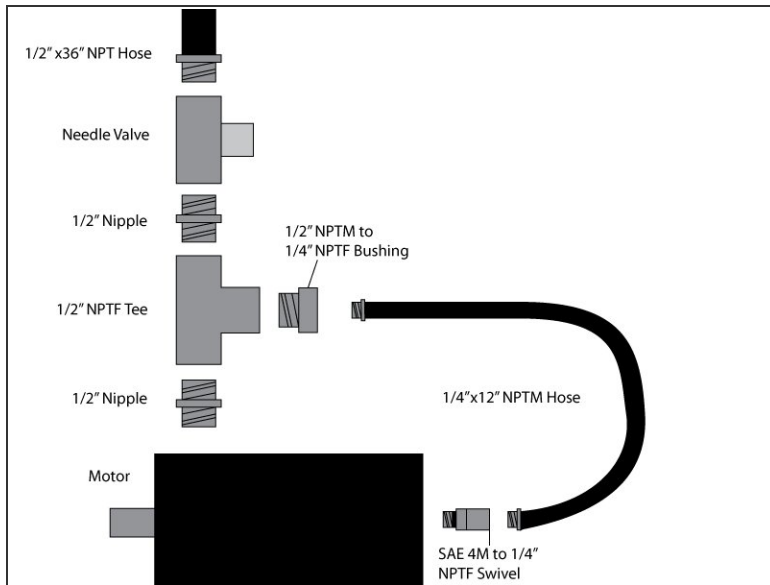 1/2” x36” NPT Hose
Needle Valve
1/2” Nipple
1/2” NPTM to
1/4” NPTF Bushing
1/2” NPTF Tee
1/2” Nipple
1/4”x12” NPTM Hose
Motor
SAE 4M to 1/4”
NPTF Swivel